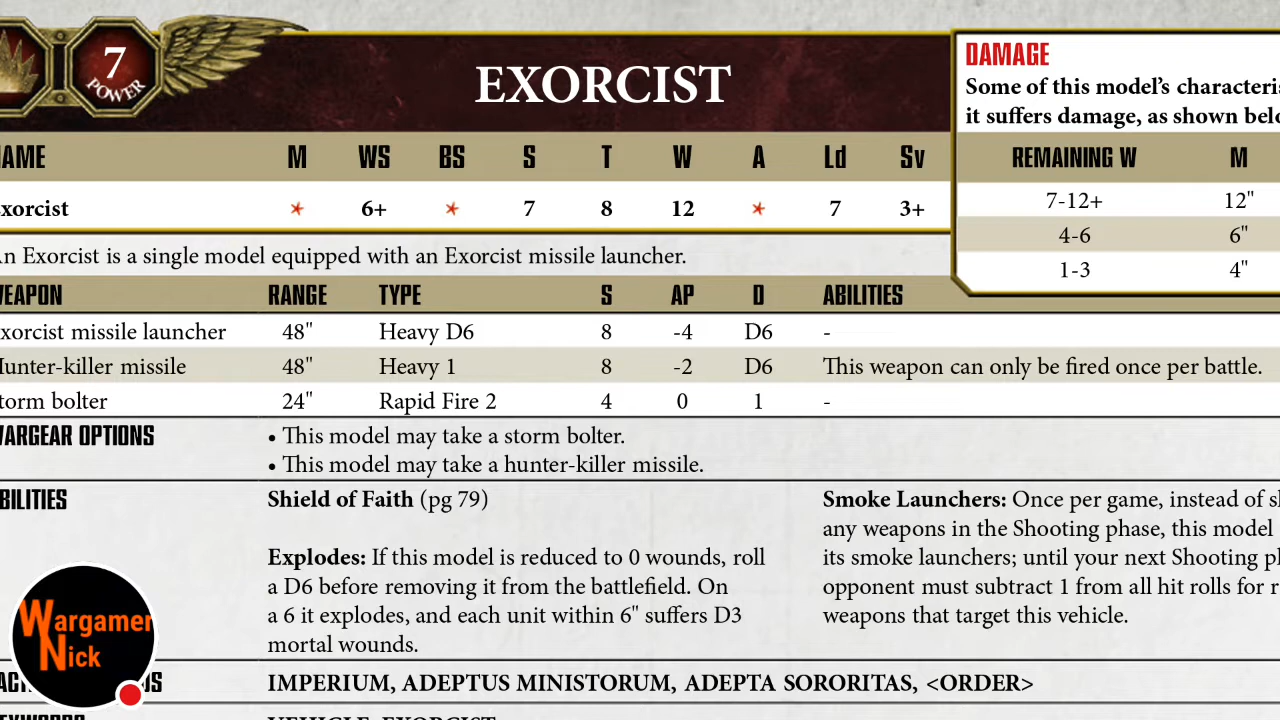 7
POWER
EXORCIST
DAMAGE
Some of this model's
it suffers damage, as shown
REMAINING W M
7-12+ 12"
4-6 6"
1-3 4"
AME M WS BS S T W A Ld Sv
xorcist * 6+ * 7 8 12 * 7 3+
n Exorcist is a single model equipped with an Exorcist missile launcher.
EAPON RANGE TYPE S AP D ABILITIES
xorcist missile launcher 48" Heavy D6 8 -4 D6 -
unter-killer missile 48" Heavy 1 8 -2 D6 This weapon can only be fired once per battle.
torm bolter 24" Rapid Fire 2 4 0 1 -
WARGEAR OPTIONS
• This model may take a storm bolter.
• This model may take a hunter-killer missile.
BILITIES
Shield of Faith (pg 79)
Explodes: If this model is reduced to 0 wounds, roll
a D6 before removing it from the battlefield. On
a 6 it explodes, and each unit within 6" suffers D3
mortal wounds.
Smoke Launchers: Once per game, instead of
any weapons in the Shooting phase, this model
its smoke launchers; until your next Shooting
opponent must subtract 1 from all hit rolls for
weapons that target this vehicle.
IMPERIUM, ADEPTUS MINISTORUM, ADEPTA SORORITAS, <ORDER>
VEHICLE, EXORCIST
Wargamer
Nick